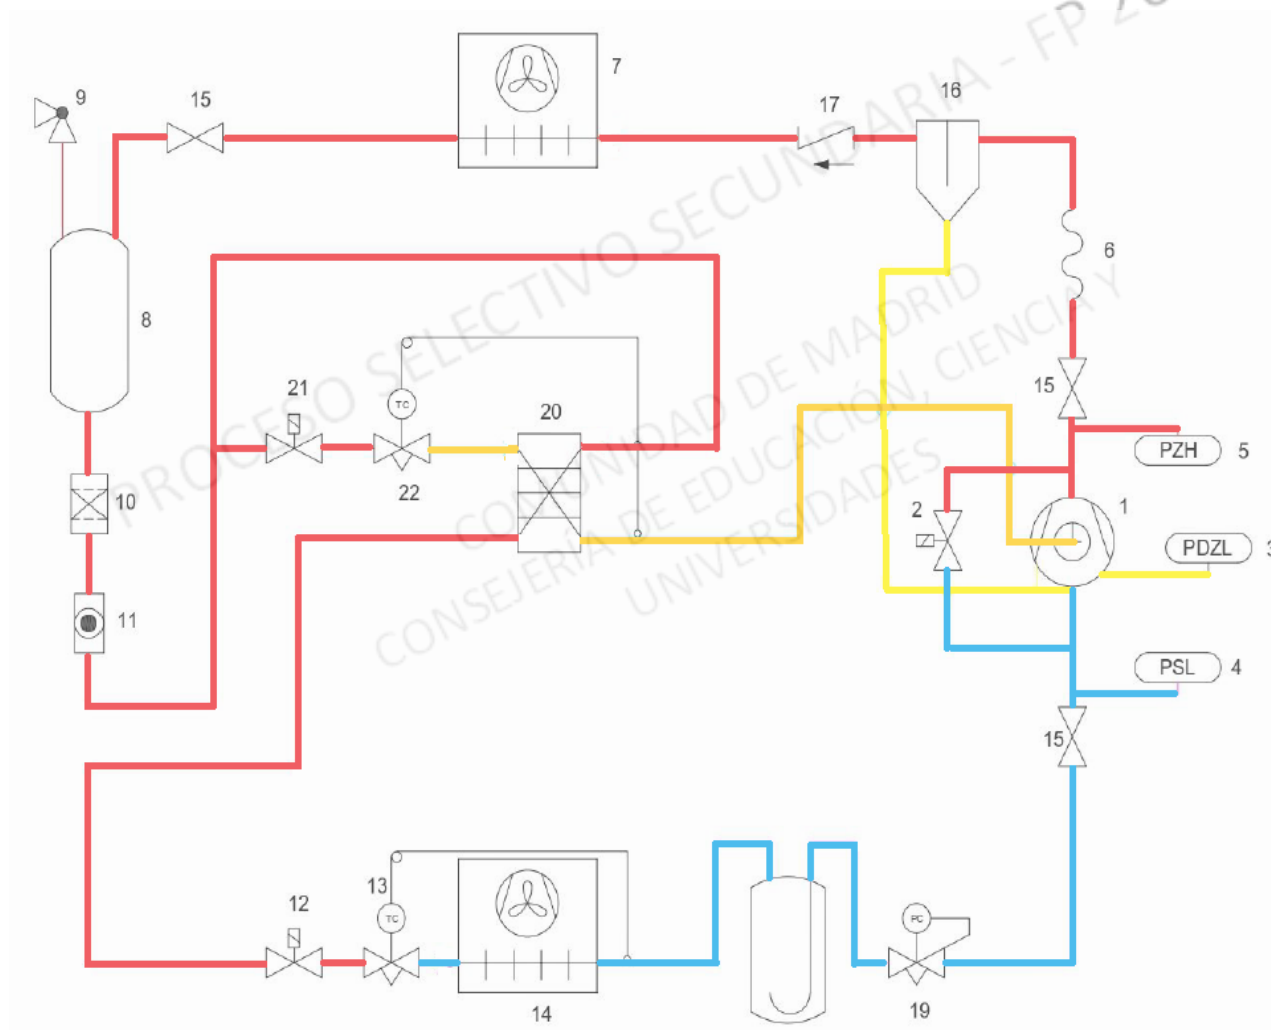 PROCESO SELECTIVO SECUNDARIA - FP 20
COMUNIDAD DE MADRID
CONSEJERÍA DE EDUCACIÓN, CIENCIA Y
UNIVERSIDADES
7
16
9
15
17
6
8
21
TC
20
15
PZH
5
22
10
2
1
PDZL
3
11
PSL
4
15
13
12
TC
PC
14
19